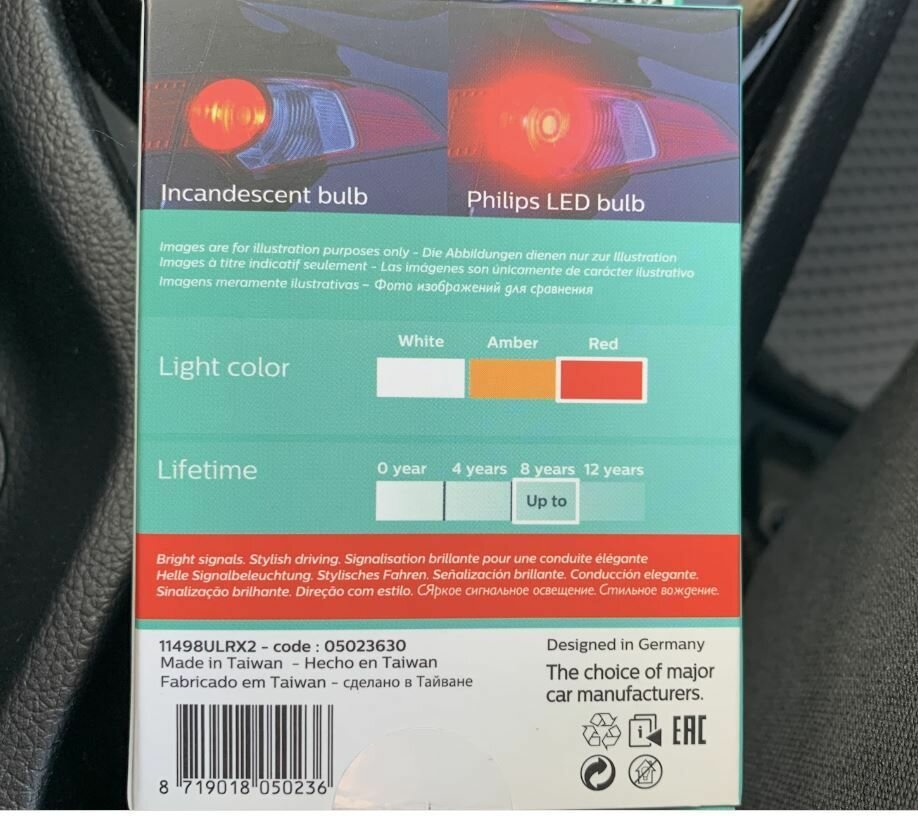 Incandescent bulb
Philips LED bulb
Images are for illustration purposes only - Die Abbildungen dienen nur zur Illustration
Images à titre indicatif seulement - Las imágenes son únicamente de carácter ilustrativo
Imagens meramente ilustrativas – Фото изображений для сравнения
White Amber Red
Light color
Lifetime
0 year 4 years 8 years 12 years
Up to
Bright signals. Stylish driving. Signalisation brillante pour une conduite élégante
Helle Signalbeleuchtung. Stylisches Fahren. Señalización brillante. Conducción elegante.
Sinalização brilhante. Direção com estilo. СЯркое сигнальное освещение. Стильное вождение.
11498ULRX2 - code : 05023630
Made in Taiwan - Hecho en Taiwan
Fabricado em Taiwan - сделано в Тайване
8 719018 050236
Designed in Germany
The choice of major
car manufacturers.
i
EAC